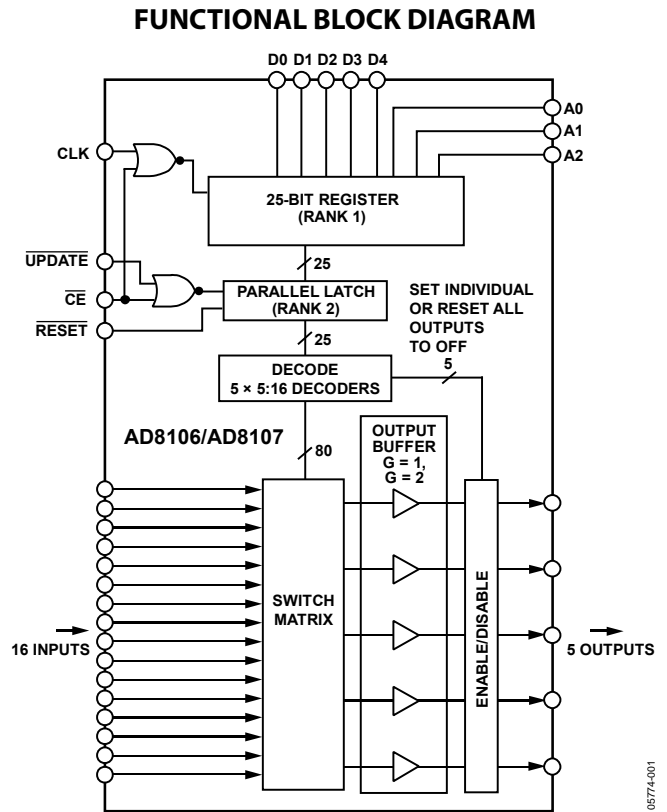 FUNCTIONAL BLOCK DIAGRAM
D0 D1 D2 D3 D4
A0
A1
A2
CLK
25-BIT REGISTER
(RANK 1)
UPDATE
25
CE
PARALLEL LATCH
(RANK 2)
SET INDIVIDUAL
OR RESET ALL
OUTPUTS
TO OFF
RESET
25
5
DECODE
5 × 5:16 DECODERS
AD8106/AD8107
80
OUTPUT
BUFFER
G = 1,
G = 2
SWITCH
MATRIX
ENABLE/DISABLE
16 INPUTS
5 OUTPUTS
05774-001